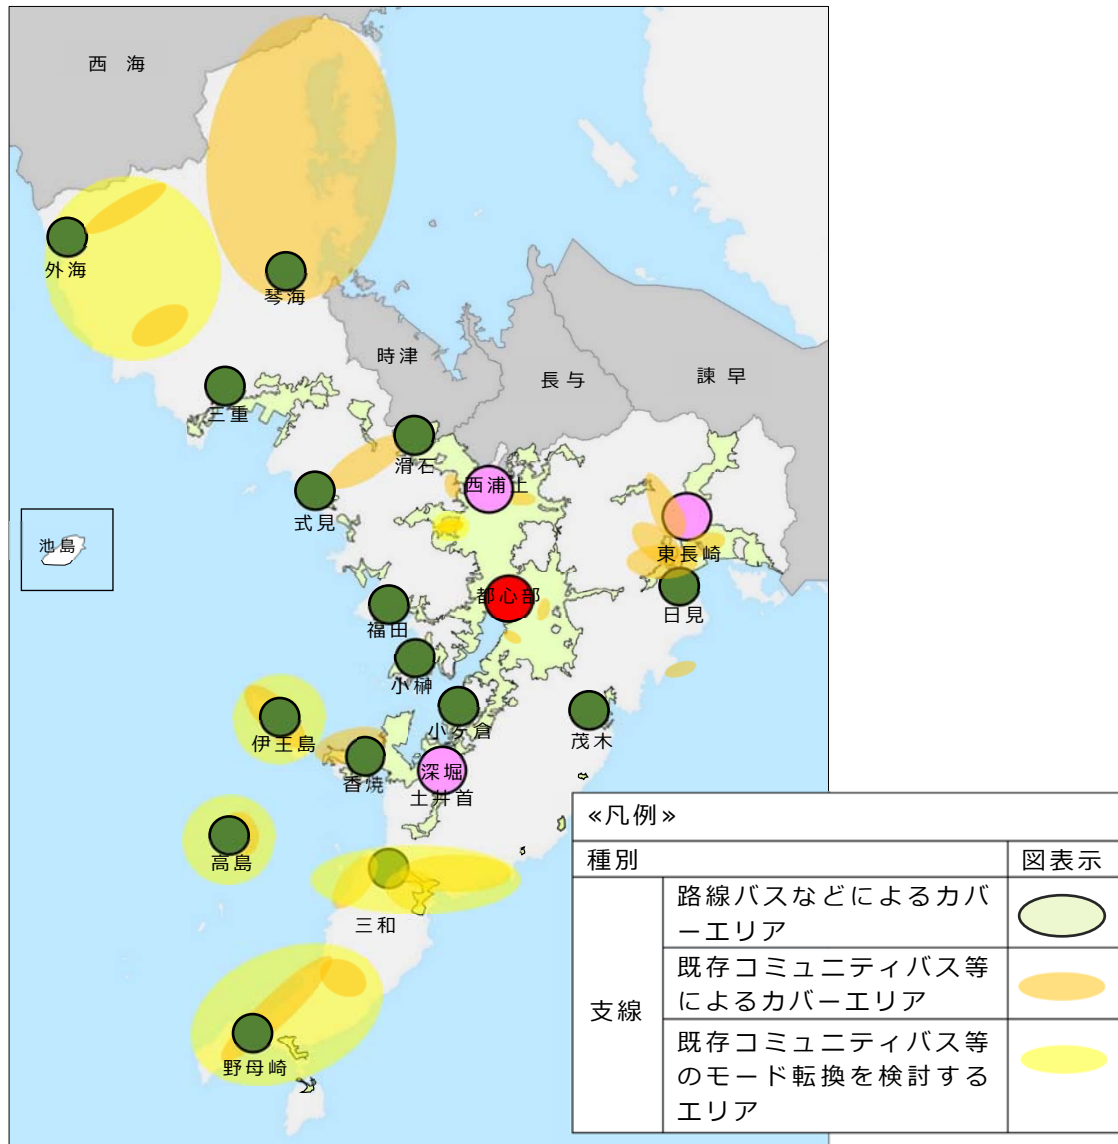 西海
外海
琴海
時津
長与
諫早
三重
滑石
西浦上
式見
池島
東長崎
都心部
日見
福田
小榊
伊王島
小ケ倉
茂木
香焼
深堀
土井首
高島
三和
野母崎
«凡例»
種別
図表示
支線
路線バスなどによるカバ
ーエリア
既存コミュニティバス等
によるカバーエリア
既存コミュニティバス等
のモード転換を検討する
エリア